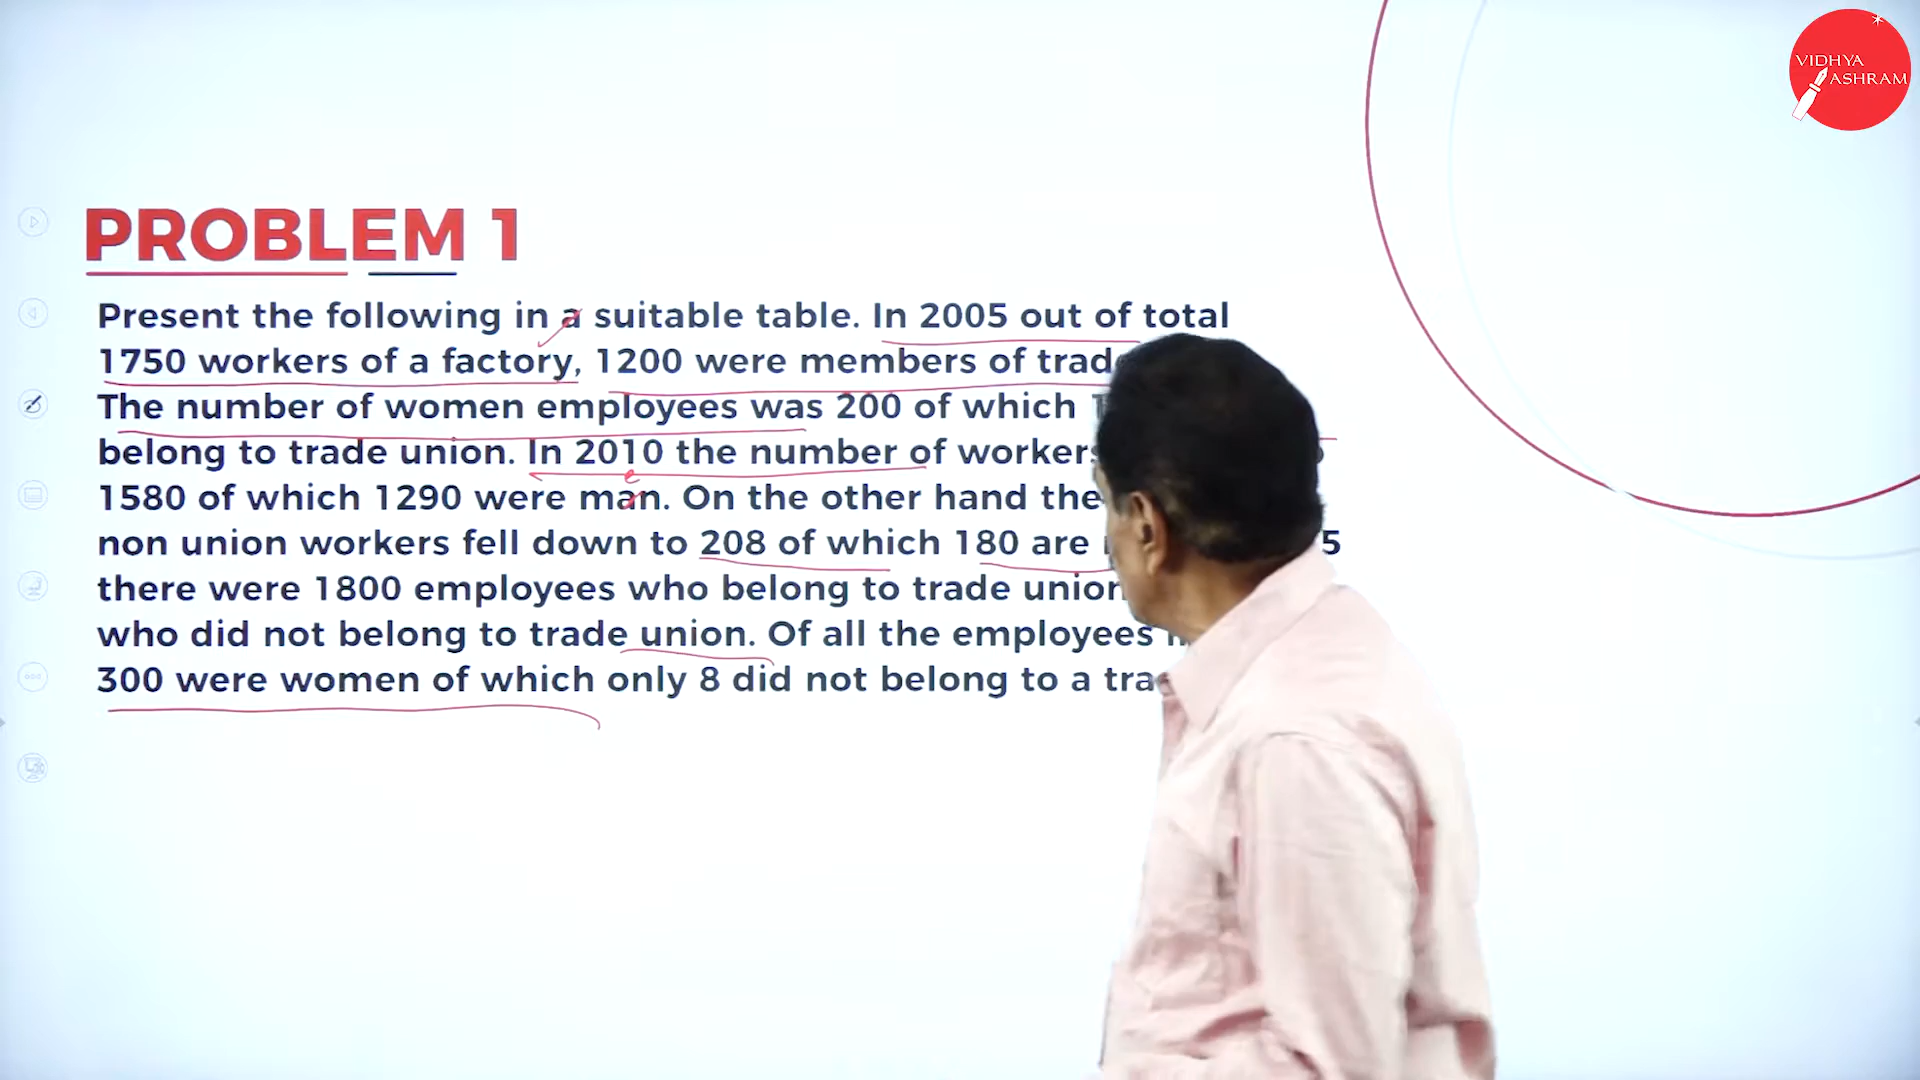 VIDHYA
ASHRAM
PROBLEM 1
Present the following in a suitable table. In 2005 out of total
1750 workers of a factory, 1200 were members of trade
The number of women employees was 200 of which
belong to trade union. In 2010 the number of workers
1580 of which 1290 were man. On the other hand the
e
non union workers fell down to 208 of which 180 are
there were 1800 employees who belong to trade union
who did not belong to trade union. Of all the employees
300 were women of which only 8 did not belong to a